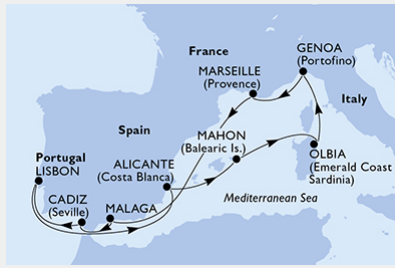 France
GENOA
(Portofino)
MARSEILLE
(Provence)
Italy
Spain
MAHON
(Balearic Is.)
Portugal
LISBON
ALICANTE
(Costa Blanca)
OLBIA
(Emerald Coast
Sardinia)
CADIZ
(Seville)
MALAGA
Mediterranean Sea